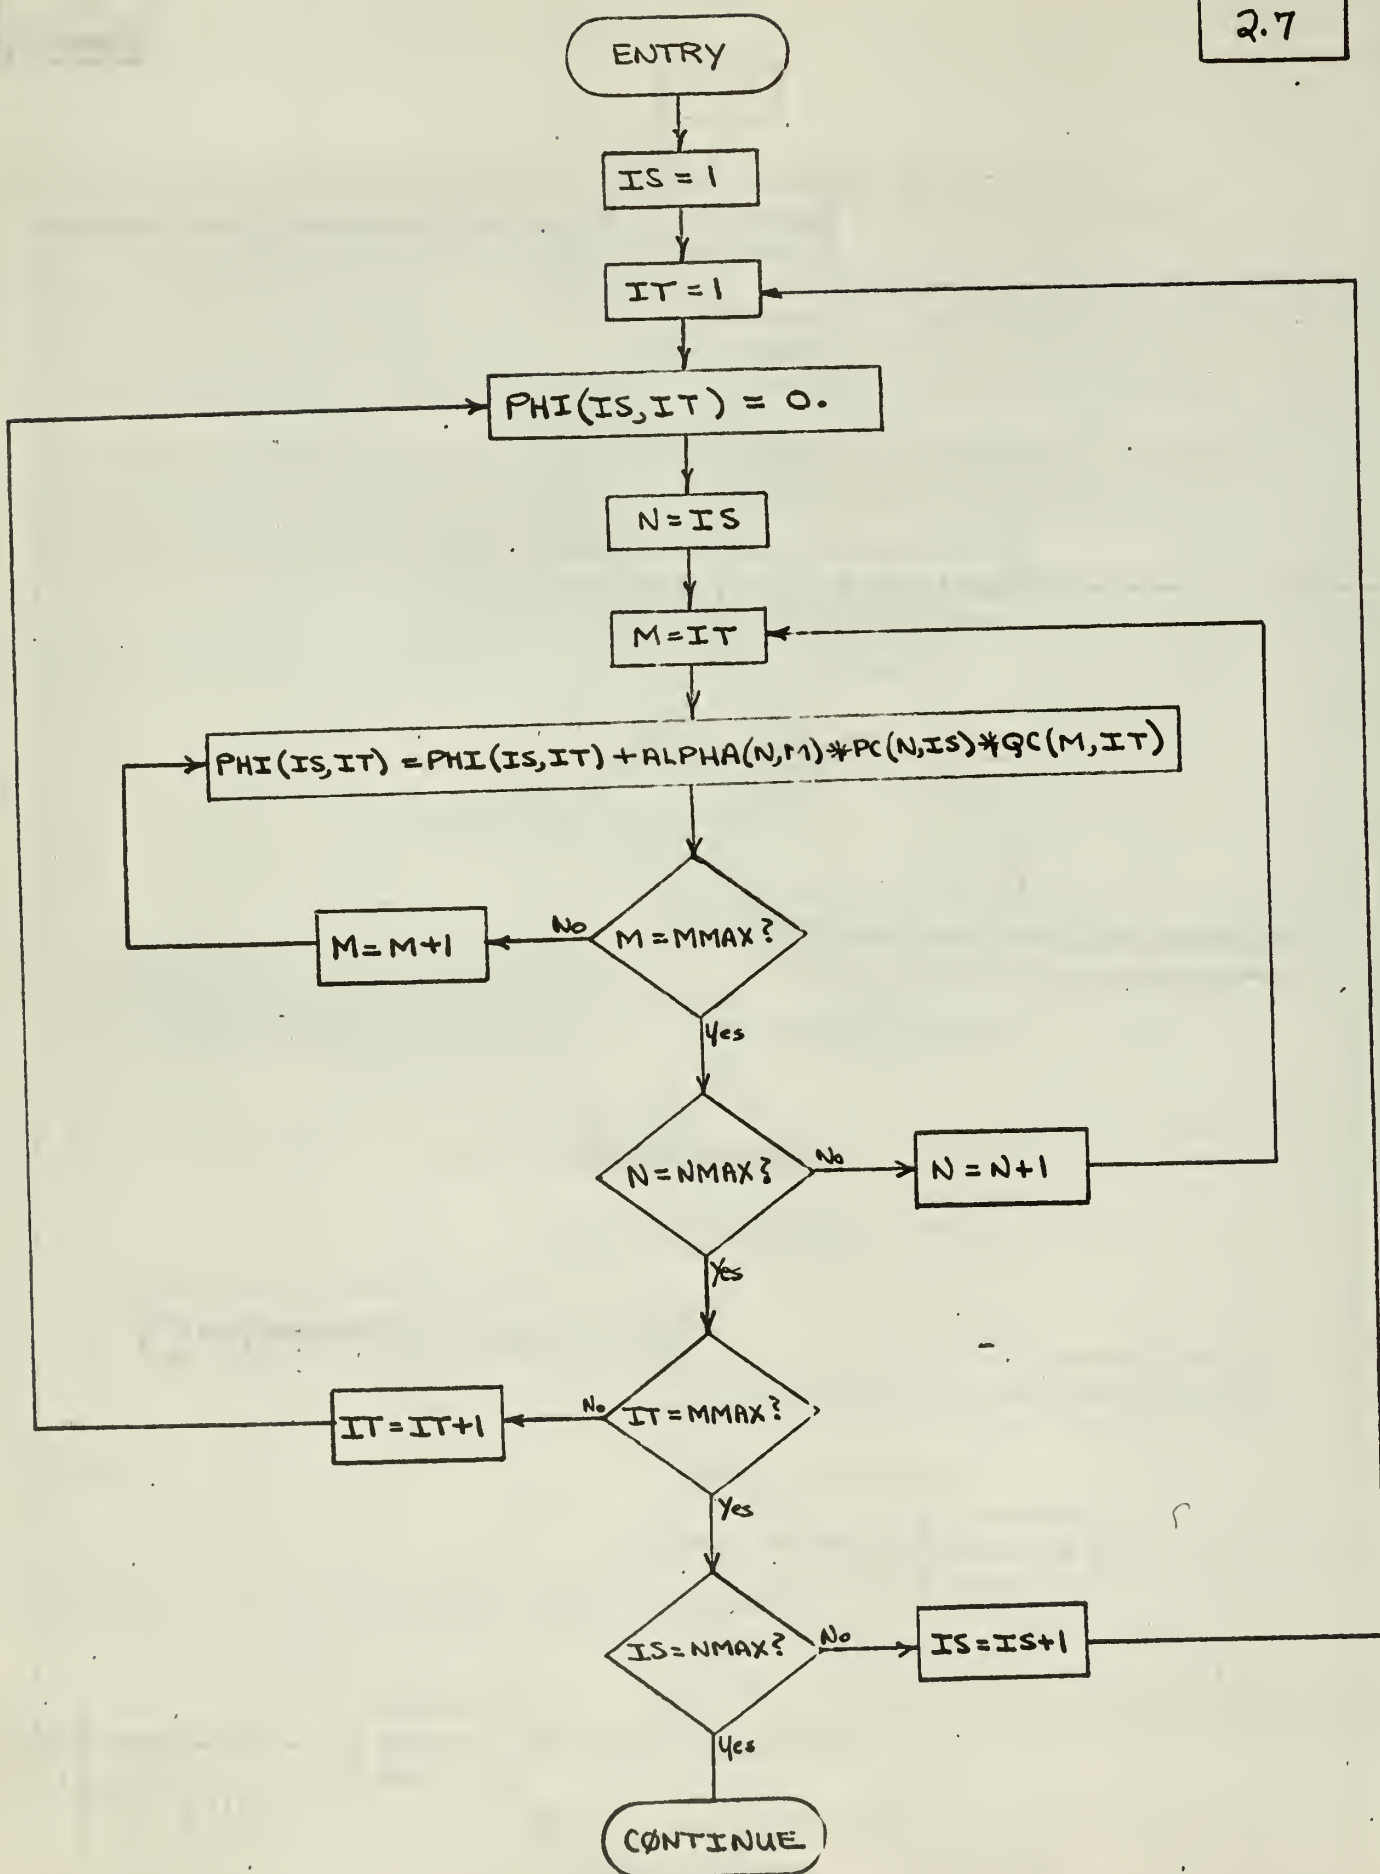 2.7
ENTRY
IS = 1
IT = 1
PHI(IS,IT) = 0.
N = IS
M = IT
PHI(IS,IT) = PHI(IS,IT) + ALPHA(N,M)*PC(N,IS)*QC(M,IT)
M = MMAX?
No
M = M+1
Yes
N = NMAX?
No
N = N+1
Yes
IT = MMAX?
No
IT = IT+1
Yes
IS = NMAX?
No
IS = IS+1
Yes
CØNTINUE